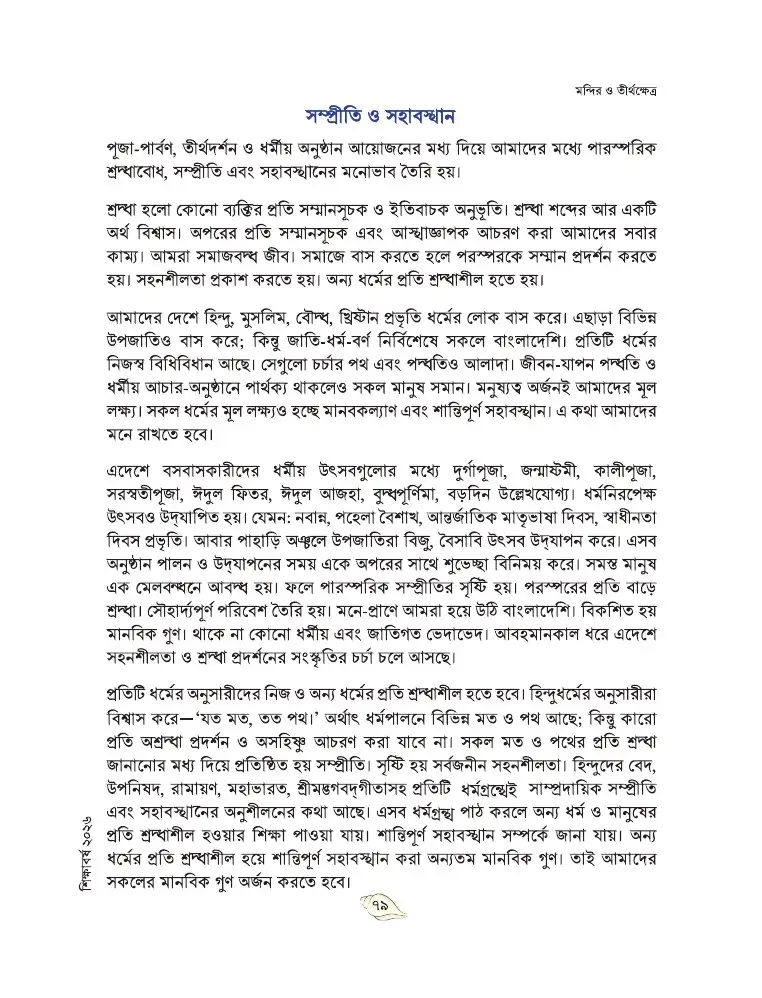 মন্দির ও তীর্থক্ষেত্র
সম্প্রীতি ও সহাবস্থান
পূজা-পার্বণ, তীর্থদর্শন ও ধর্মীয় অনুষ্ঠান আয়োজনের মধ্য দিয়ে আমাদের মধ্যে পারস্পরিক
শ্রদ্ধাবোধ, সম্প্রীতি এবং সহাবস্থানের মনোভাব তৈরি হয়।
শ্রদ্ধা হলো কোনো ব্যক্তির প্রতি সম্মানসূচক ও ইতিবাচক অনুভূতি। শ্রদ্ধা শব্দের আর একটি
অর্থ বিশ্বাস। অপরের প্রতি সম্মানসূচক এবং আস্থাজ্ঞাপক আচরণ করা আমাদের সবার
কাম্য। আমরা সমাজবদ্ধ জীব। সমাজে বাস করতে হলে পরস্পরকে সম্মান প্রদর্শন করতে
হয়। সহনশীলতা প্রকাশ করতে হয়। অন্য ধর্মের প্রতি শ্রদ্ধাশীল হতে হয়।
আমাদের দেশে হিন্দু, মুসলিম, বৌদ্ধ, খ্রিষ্টান প্রভৃতি ধর্মের লোক বাস করে। এছাড়া বিভিন্ন
উপজাতিও বাস করে; কিন্তু জাতি-ধর্ম-বর্ণ নির্বিশেষে সকলে বাংলাদেশি। প্রতিটি ধর্মের
নিজস্ব বিধিবিধান আছে। সেগুলো চর্চার পথ এবং পদ্ধতিও আলাদা। জীবন-যাপন পদ্ধতি ও
ধর্মীয় আচার-অনুষ্ঠানে পার্থক্য থাকলেও সকল মানুষ সমান। মনুষ্যত্ব অর্জনই আমাদের মূল
লক্ষ্য। সকল ধর্মের মূল লক্ষ্যও হচ্ছে মানবকল্যাণ এবং শান্তিপূর্ণ সহাবস্থান। এ কথা আমাদের
মনে রাখতে হবে।
এদেশে বসবাসকারীদের ধর্মীয় উৎসবগুলোর মধ্যে দুর্গাপূজা, জন্মাষ্টমী, কালীপূজা,
সরস্বতীপূজা, ঈদুল ফিতর, ঈদুল আজহা, বুদ্ধপূর্ণিমা, বড়দিন উল্লেখযোগ্য। ধর্মনিরপেক্ষ
উৎসবও উদ্‌যাপিত হয়। যেমন: নবান্ন, পহেলা বৈশাখ, আন্তর্জাতিক মাতৃভাষা দিবস, স্বাধীনতা
দিবস প্রভৃতি। আবার পাহাড়ি অঞ্চলে উপজাতিরা বিজু, বৈসাবি উৎসব উদ্‌যাপন করে। এসব
অনুষ্ঠান পালন ও উদ্‌যাপনের সময় একে অপরের সাথে শুভেচ্ছা বিনিময় করে। সমস্ত মানুষ
এক মেলবন্ধনে আবদ্ধ হয়। ফলে পারস্পরিক সম্প্রীতির সৃষ্টি হয়। পরস্পরের প্রতি বাড়ে
শ্রদ্ধা। সৌহার্দ্যপূর্ণ পরিবেশ তৈরি হয়। মনে-প্রাণে আমরা হয়ে উঠি বাংলাদেশি। বিকশিত হয়
মানবিক গুণ। থাকে না কোনো ধর্মীয় এবং জাতিগত ভেদাভেদ। আবহমানকাল ধরে এদেশে
সহনশীলতা ও শ্রদ্ধা প্রদর্শনের সংস্কৃতির চর্চা চলে আসছে।
প্রতিটি ধর্মের অনুসারীদের নিজ ও অন্য ধর্মের প্রতি শ্রদ্ধাশীল হতে হবে। হিন্দুধর্মের অনুসারীরা
বিশ্বাস করে—‘যত মত, তত পথ।’ অর্থাৎ ধর্মপালনে বিভিন্ন মত ও পথ আছে; কিন্তু কারো
প্রতি অশ্রদ্ধা প্রদর্শন ও অসহিষ্ণু আচরণ করা যাবে না। সকল মত ও পথের প্রতি শ্রদ্ধা
জানানোর মধ্য দিয়ে প্রতিষ্ঠিত হয় সম্প্রীতি। সৃষ্টি হয় সর্বজনীন সহনশীলতা। হিন্দুদের বেদ,
উপনিষদ, রামায়ণ, মহাভারত, শ্রীমদ্ভগবদ্‌গীতাসহ প্রতিটি ধর্মগ্রন্থেই সাম্প্রদায়িক সম্প্রীতি
এবং সহাবস্থানের অনুশীলনের কথা আছে। এসব ধর্মগ্রন্থ পাঠ করলে অন্য ধর্ম ও মানুষের
প্রতি শ্রদ্ধাশীল হওয়ার শিক্ষা পাওয়া যায়। শান্তিপূর্ণ সহাবস্থান সম্পর্কে জানা যায়। অন্য
ধর্মের প্রতি শ্রদ্ধাশীল হয়ে শান্তিপূর্ণ সহাবস্থান করা অন্যতম মানবিক গুণ। তাই আমাদের
সকলের মানবিক গুণ অর্জন করতে হবে।
শিক্ষাবর্ষ ২০২৬
৭৯